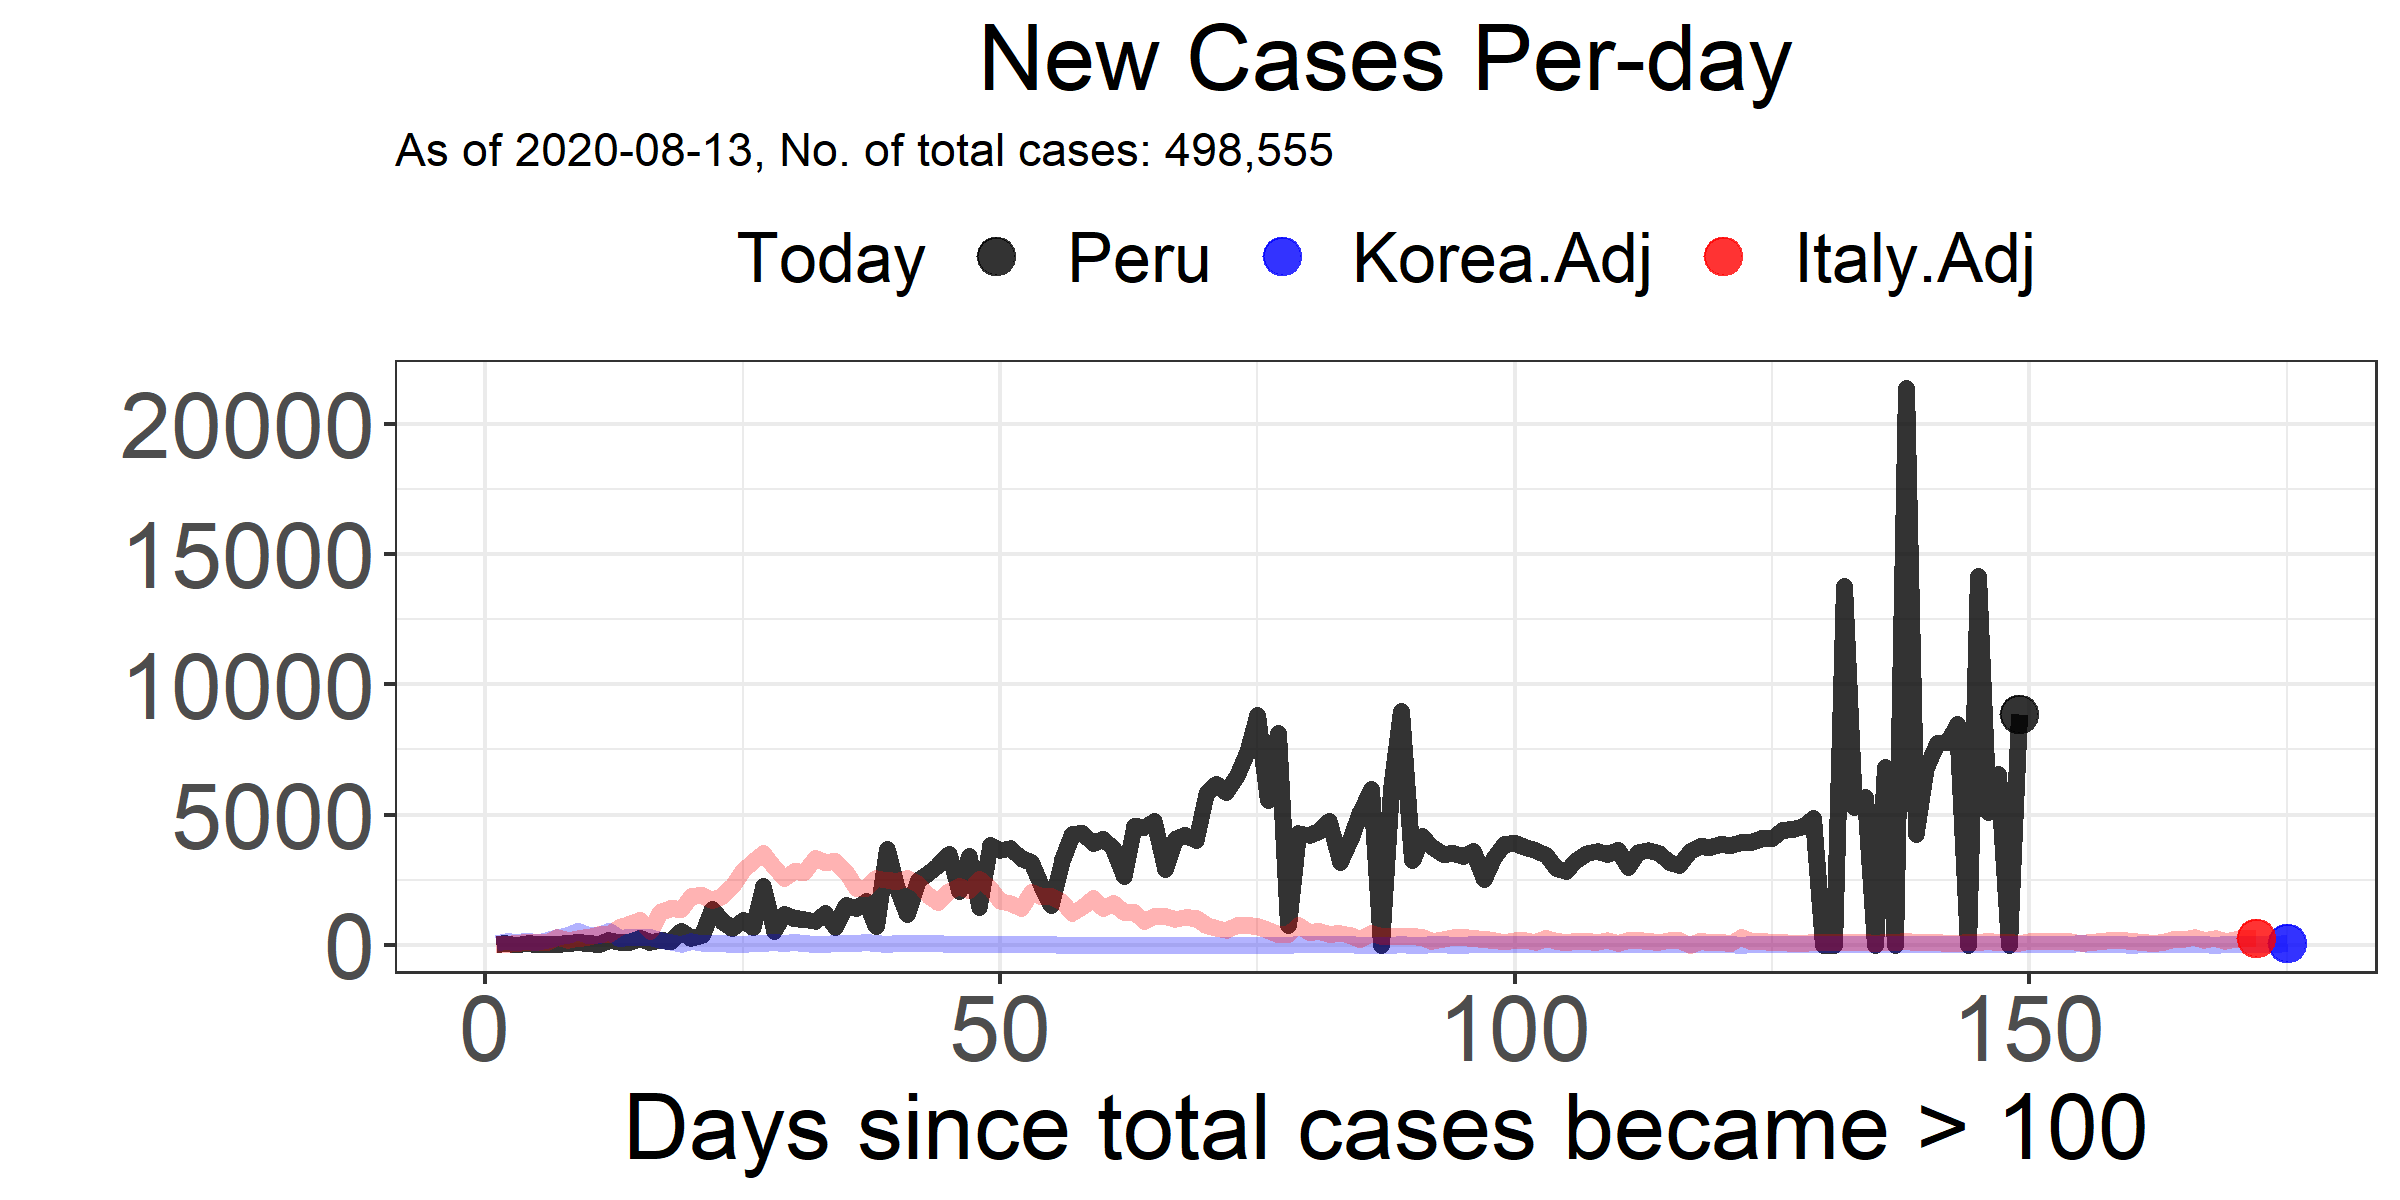 New Cases Per-day
As of 2020-08-13, No. of total cases: 498,555
Today Peru Korea.Adj Italy.Adj
20000
15000
10000
5000
0
0 50 100 150
Days since total cases became > 100